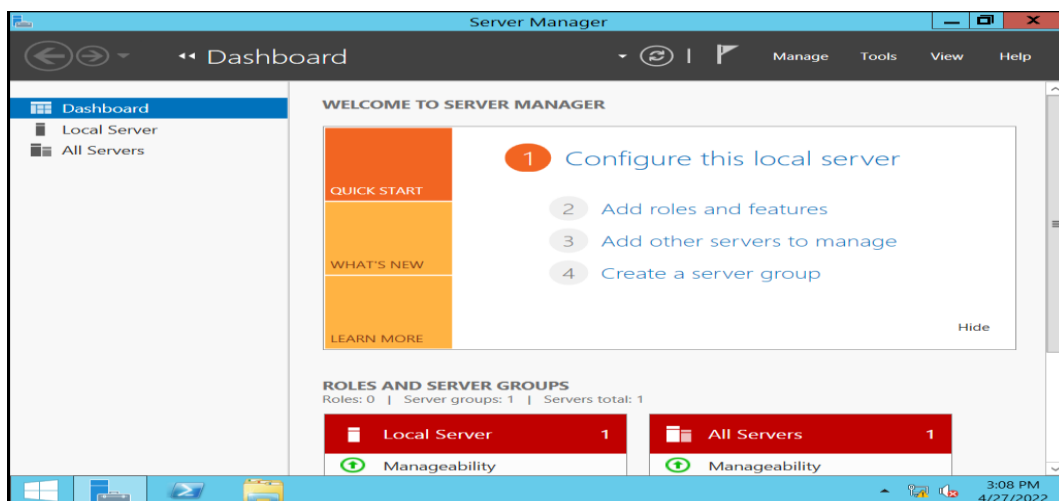 Server Manager
Dashboard
Manage Tools View Help
Dashboard
Local Server
All Servers
WELCOME TO SERVER MANAGER
QUICK START
WHAT'S NEW
LEARN MORE
1 Configure this local server
2 Add roles and features
3 Add other servers to manage
4 Create a server group
Hide
ROLES AND SERVER GROUPS
Roles: 0 | Server groups: 1 | Servers total: 1
Local Server 1
Manageability
All Servers 1
Manageability
3:08 PM
4/27/2022